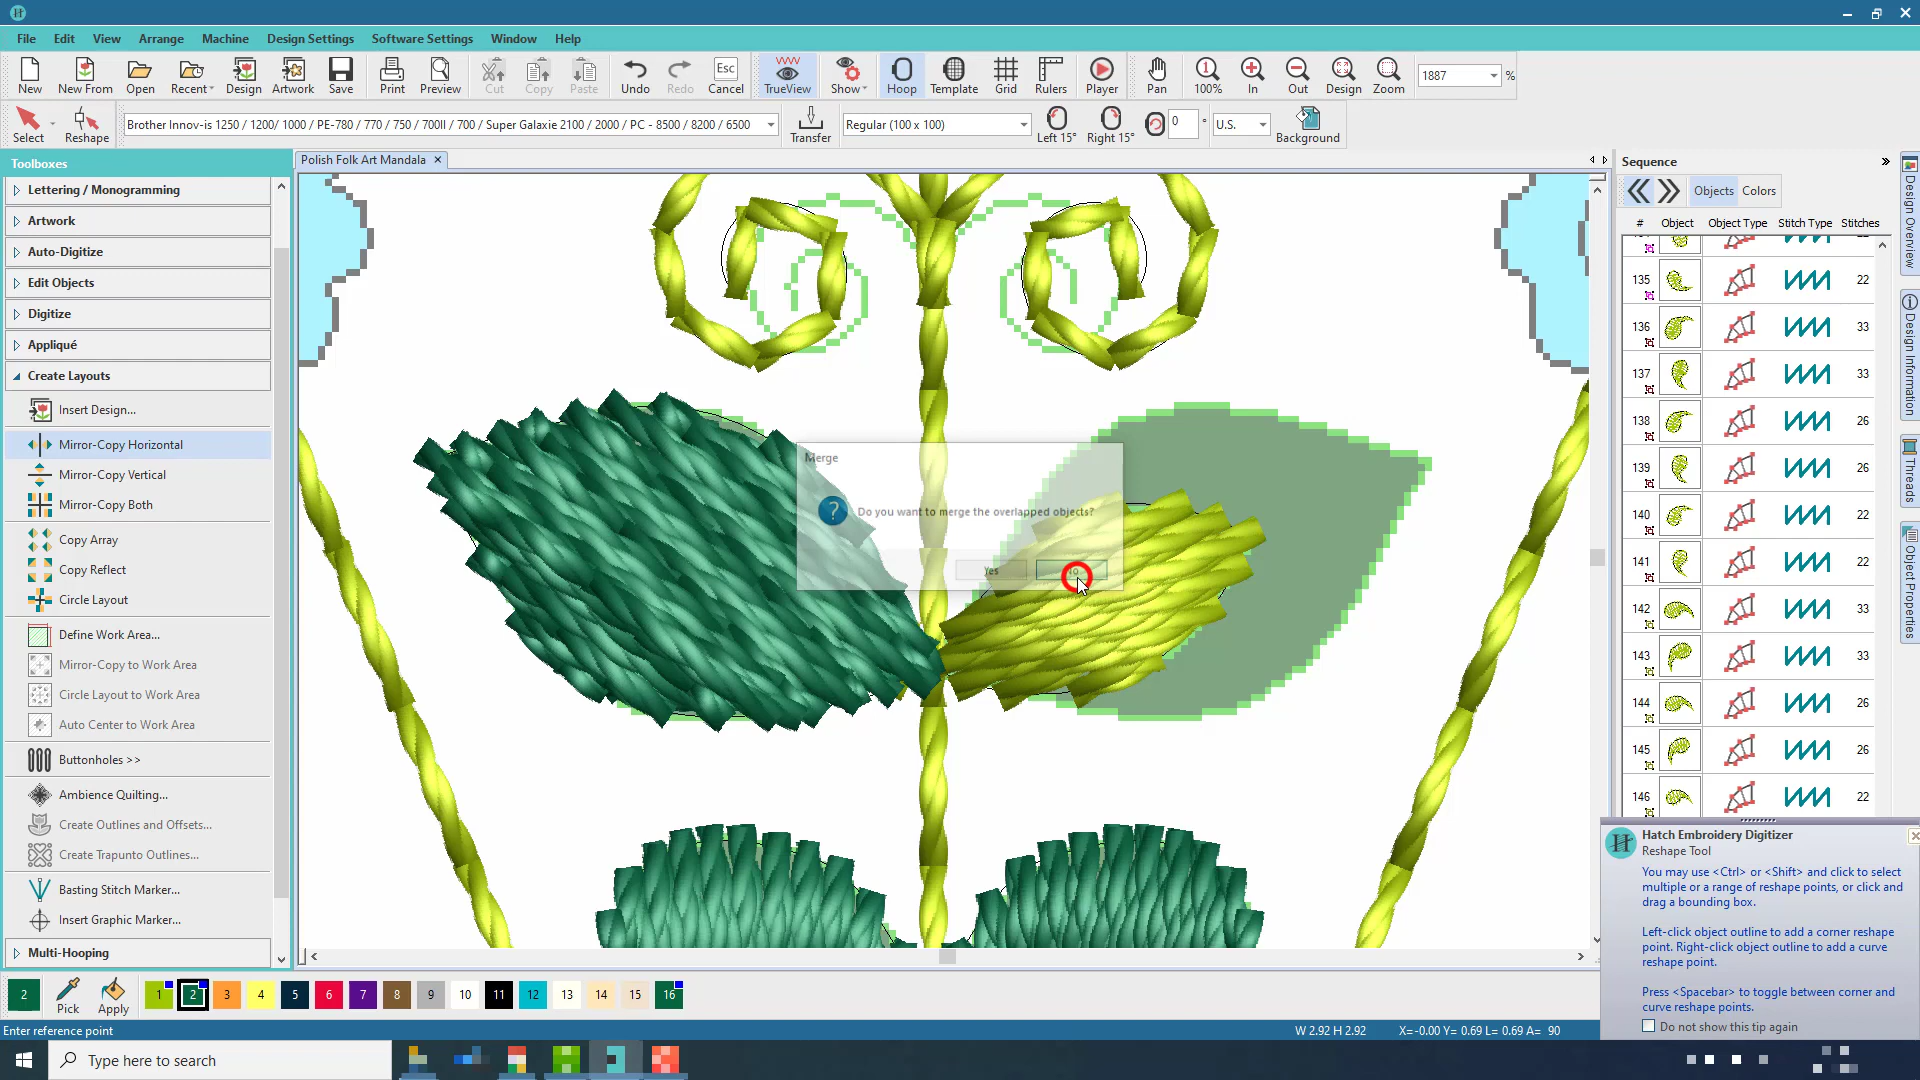 File Edit View Arrange Machine Design Settings Software Settings Window Help
New New From Open Recent Design Artwork Save Print Preview Cut Copy Paste Undo Redo Esc Cancel TrueView Show Hoop Template Grid Rulers Player Pan 1 100% In Out Design Zoom 1887 %
Select Reshape Brother Innov-is 1250 / 1200/ 1000 / PE-780 / 770 / 750 / 700II / 700 / Super Galaxie 2100 / 2000 / PC - 8500 / 8200 / 6500 Transfer Regular (100 x 100) Left 15° Right 15° 0 ° U.S. Background
Toolboxes
Lettering / Monogramming
Artwork
Auto-Digitize
Edit Objects
Digitize
Appliqué
Create Layouts
Insert Design...
Mirror-Copy Horizontal
Mirror-Copy Vertical
Mirror-Copy Both
Copy Array
Copy Reflect
Circle Layout
Define Work Area...
Mirror-Copy to Work Area
Circle Layout to Work Area
Auto Center to Work Area
Buttonholes >>
Ambience Quilting...
Create Outlines and Offsets...
Create Trapunto Outlines...
Basting Stitch Marker...
Insert Graphic Marker...
Multi-Hooping
Polish Folk Art Mandala
Merge
Do you want to merge the overlapped objects?
Yes
Sequence
Objects Colors
# Object Object Type Stitch Type Stitches
135 22
136 33
137 33
138 26
139 26
140 22
141 22
142 33
143 33
144 26
145 26
146 22
Design Overview
Design Information
Threads
Object Properties
Hatch Embroidery Digitizer
Reshape Tool
You may use <Ctrl> or <Shift> and click to select
multiple or a range of reshape points, or click and
drag a bounding box.
Left-click object outline to add a corner reshape
point. Right-click object outline to add a curve
reshape point.
Press <Spacebar> to toggle between corner and
curve reshape points.
Do not show this tip again
2 Pick Apply 1 2 3 4 5 6 7 8 9 10 11 12 13 14 15 16
Enter reference point W 2.92 H 2.92 X=-0.00 Y= 0.69 L= 0.69 A= 90
Type here to search